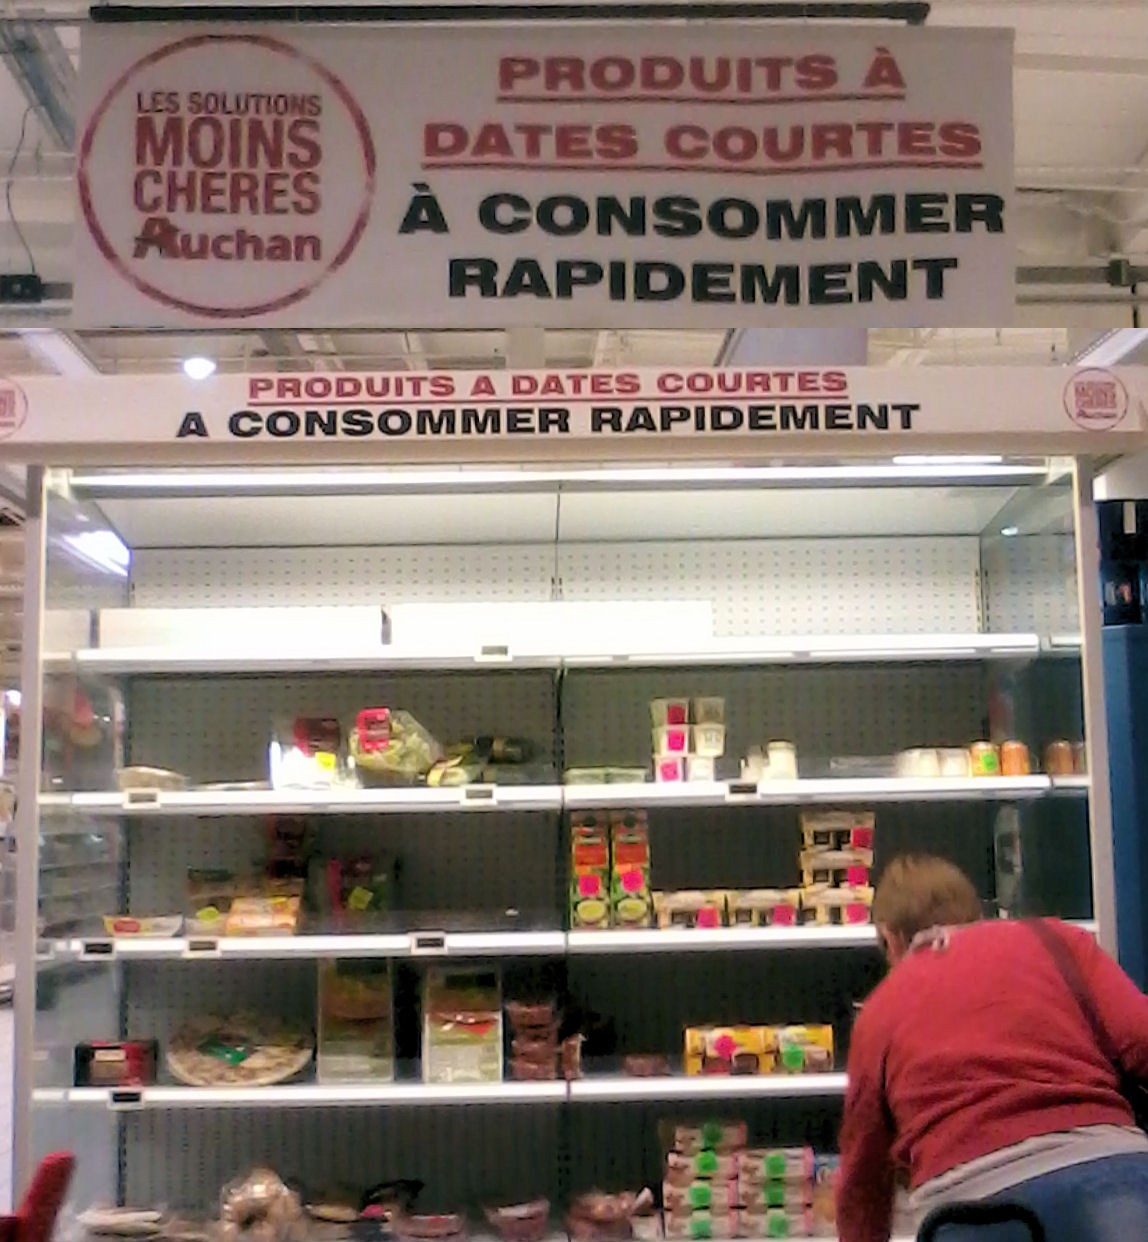 LES SOLUTIONS
MOINS
CHERES
Auchan
PRODUITS À
DATES COURTES
À CONSOMMER
RAPIDEMENT
PRODUITS A DATES COURTES
A CONSOMMER RAPIDEMENT